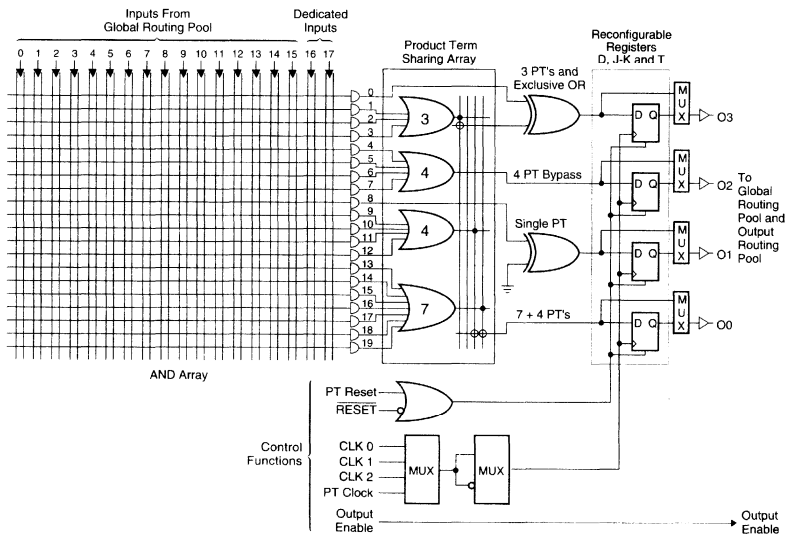 Inputs From
Global Routing Pool
Dedicated
Inputs
0 1 2 3 4 5 6 7 8 9 10 11 12 13 14 15 16 17
Product Term
Sharing Array
3 PT's and
Exclusive OR
Reconfigurable
Registers
D, J-K and T
0
1
2
3
4
5
6
7
8
9
10
11
12
13
14
15
16
17
18
19
3
4
4
7
4 PT Bypass
Single PT
7 + 4 PT's
D Q
MUX
O3
D Q
MUX
O2
D Q
MUX
O1
D Q
MUX
O0
To
Global
Routing
Pool and
Output
Routing
Pool
AND Array
Control
Functions
PT Reset
RESET
CLK 0
CLK 1
CLK 2
PT Clock
MUX
MUX
Output
Enable
Output
Enable